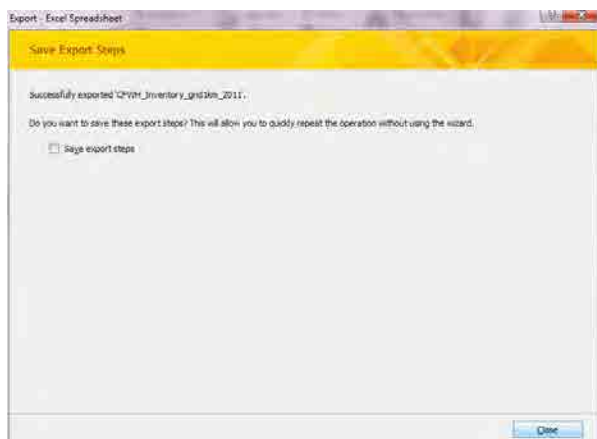 Export - Excel Spreadsheet
Save Export Steps
Successfully exported 'CPWH_Inventory_grid1km_2011'.
Do you want to save these export steps? This will allow you to quickly repeat the operation without using the wizard.
Save export steps
Close